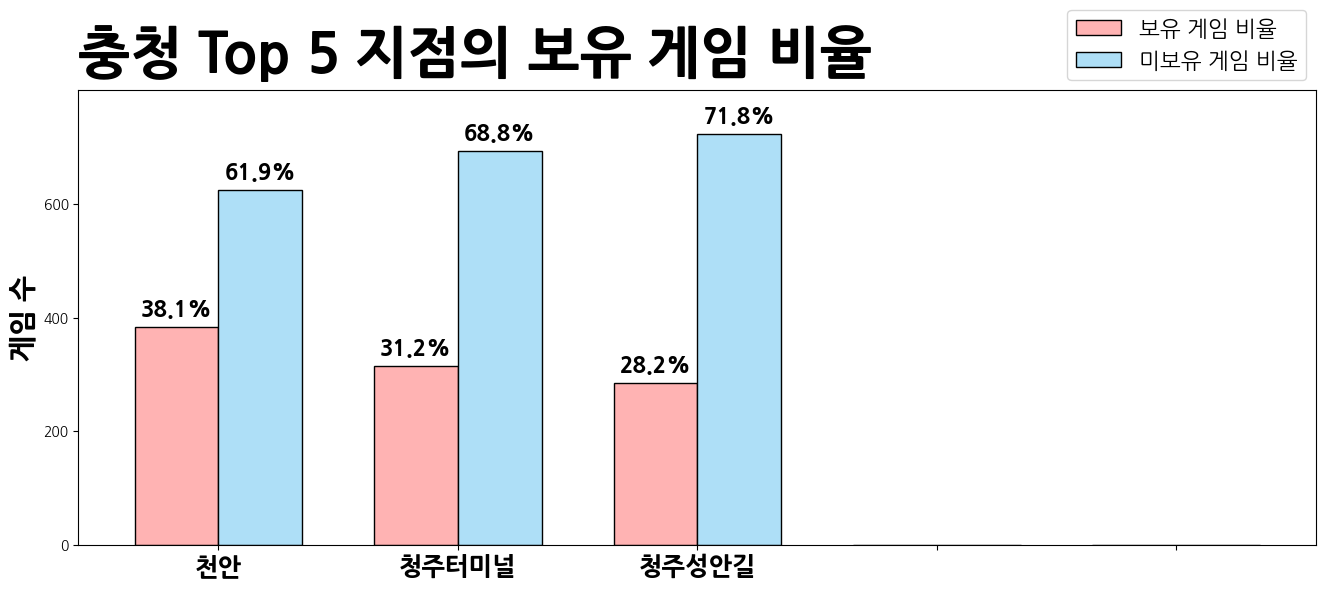 충청 Top 5 지점의 보유 게임 비율
보유 게임 비율
미보유 게임 비율
게임 수
600
400
200
0
38.1%
61.9%
31.2%
68.8%
28.2%
71.8%
천안
청주터미널
청주성안길